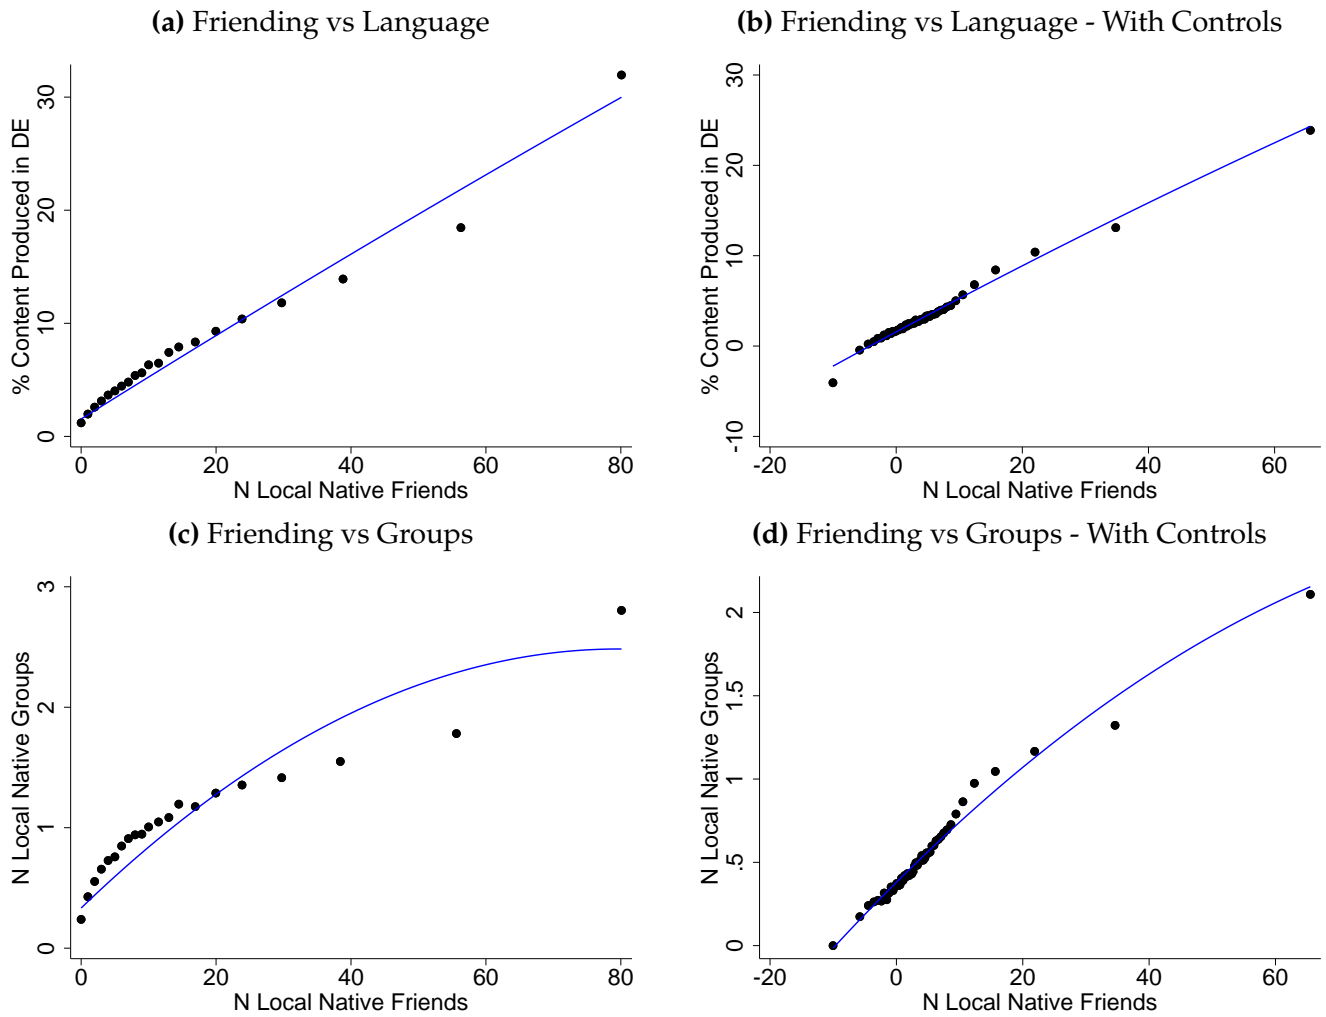 (a) Friending vs Language
% Content Produced in DE
30
20
10
0
0 20 40 60 80
N Local Native Friends
(b) Friending vs Language - With Controls
% Content Produced in DE
30
20
10
0
-10
-20 0 20 40 60
N Local Native Friends
(c) Friending vs Groups
N Local Native Groups
3
2
1
0
0 20 40 60 80
N Local Native Friends
(d) Friending vs Groups - With Controls
N Local Native Groups
2
1.5
1
.5
0
-20 0 20 40 60
N Local Native Friends